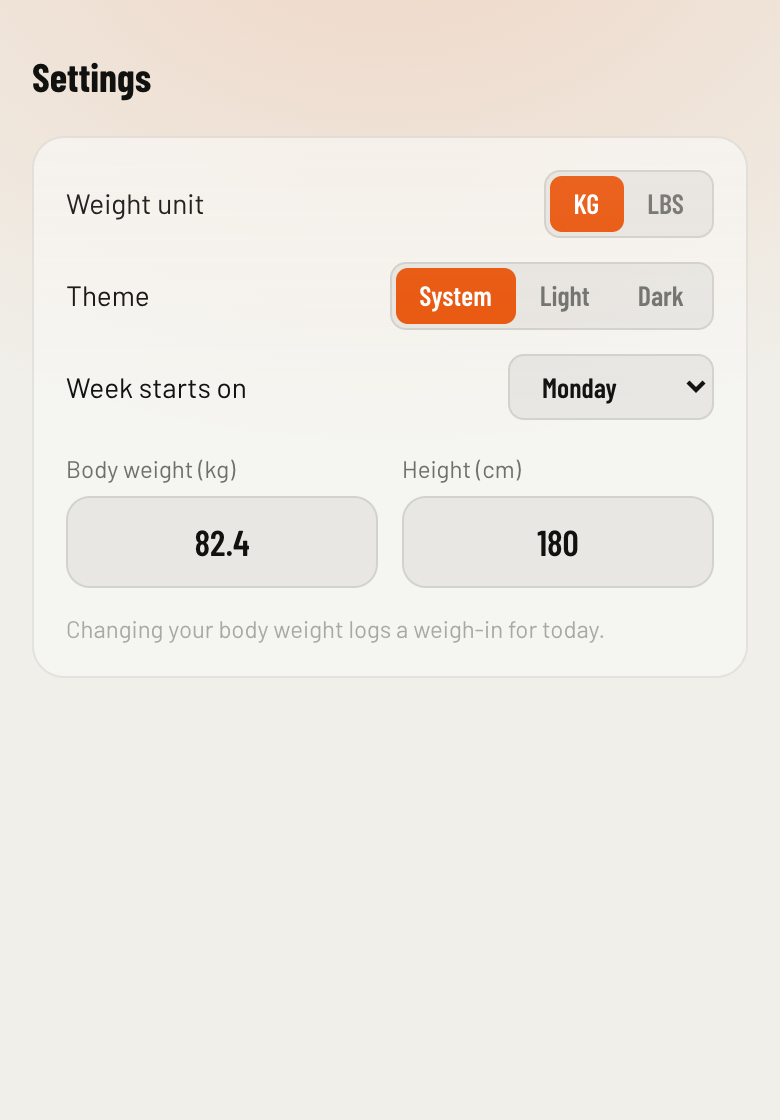 Settings
Weight unit KG LBS
Theme System Light Dark
Week starts on Monday
Body weight (kg) Height (cm)
82.4 180
Changing your body weight logs a weigh-in for today.